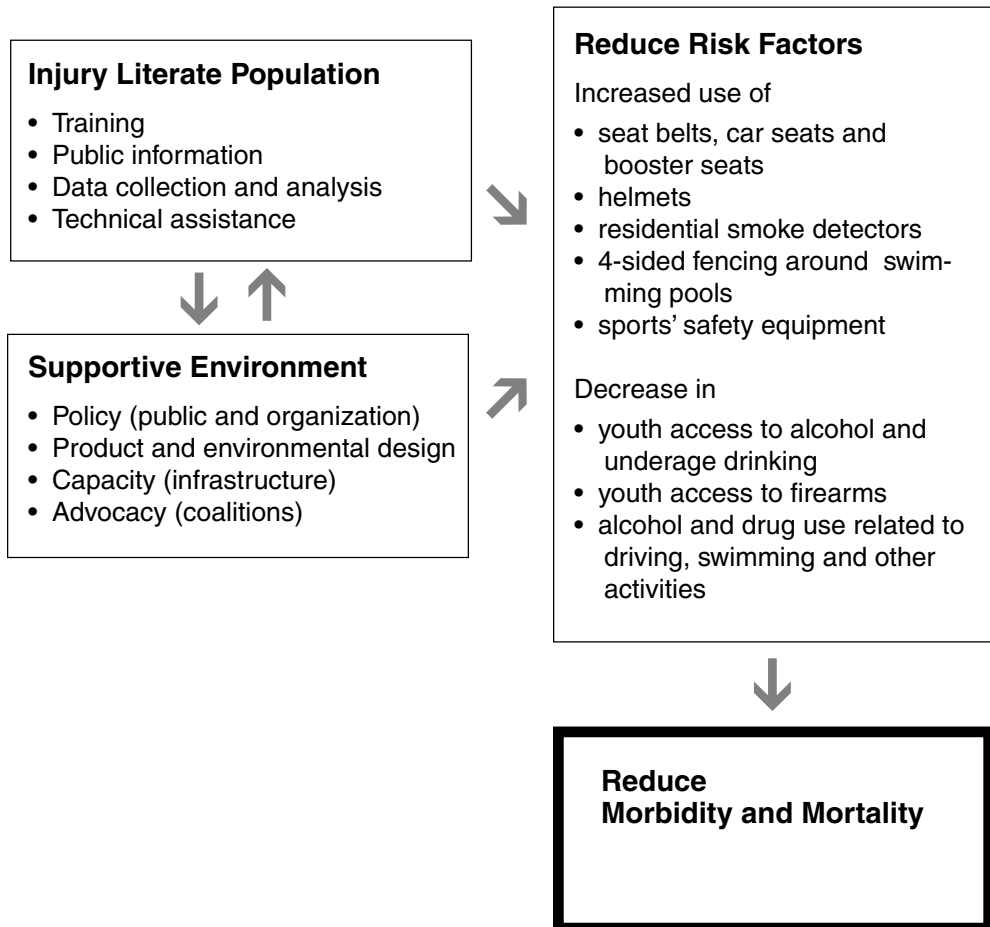 Injury Literate Population
• Training
• Public information
• Data collection and analysis
• Technical assistance
Supportive Environment
• Policy (public and organization)
• Product and environmental design
• Capacity (infrastructure)
• Advocacy (coalitions)
Reduce Risk Factors
Increased use of
• seat belts, car seats and
booster seats
• helmets
• residential smoke detectors
• 4-sided fencing around swim-
ming pools
• sports’ safety equipment
Decrease in
• youth access to alcohol and
underage drinking
• youth access to firearms
• alcohol and drug use related to
driving, swimming and other
activities
Reduce
Morbidity and Mortality